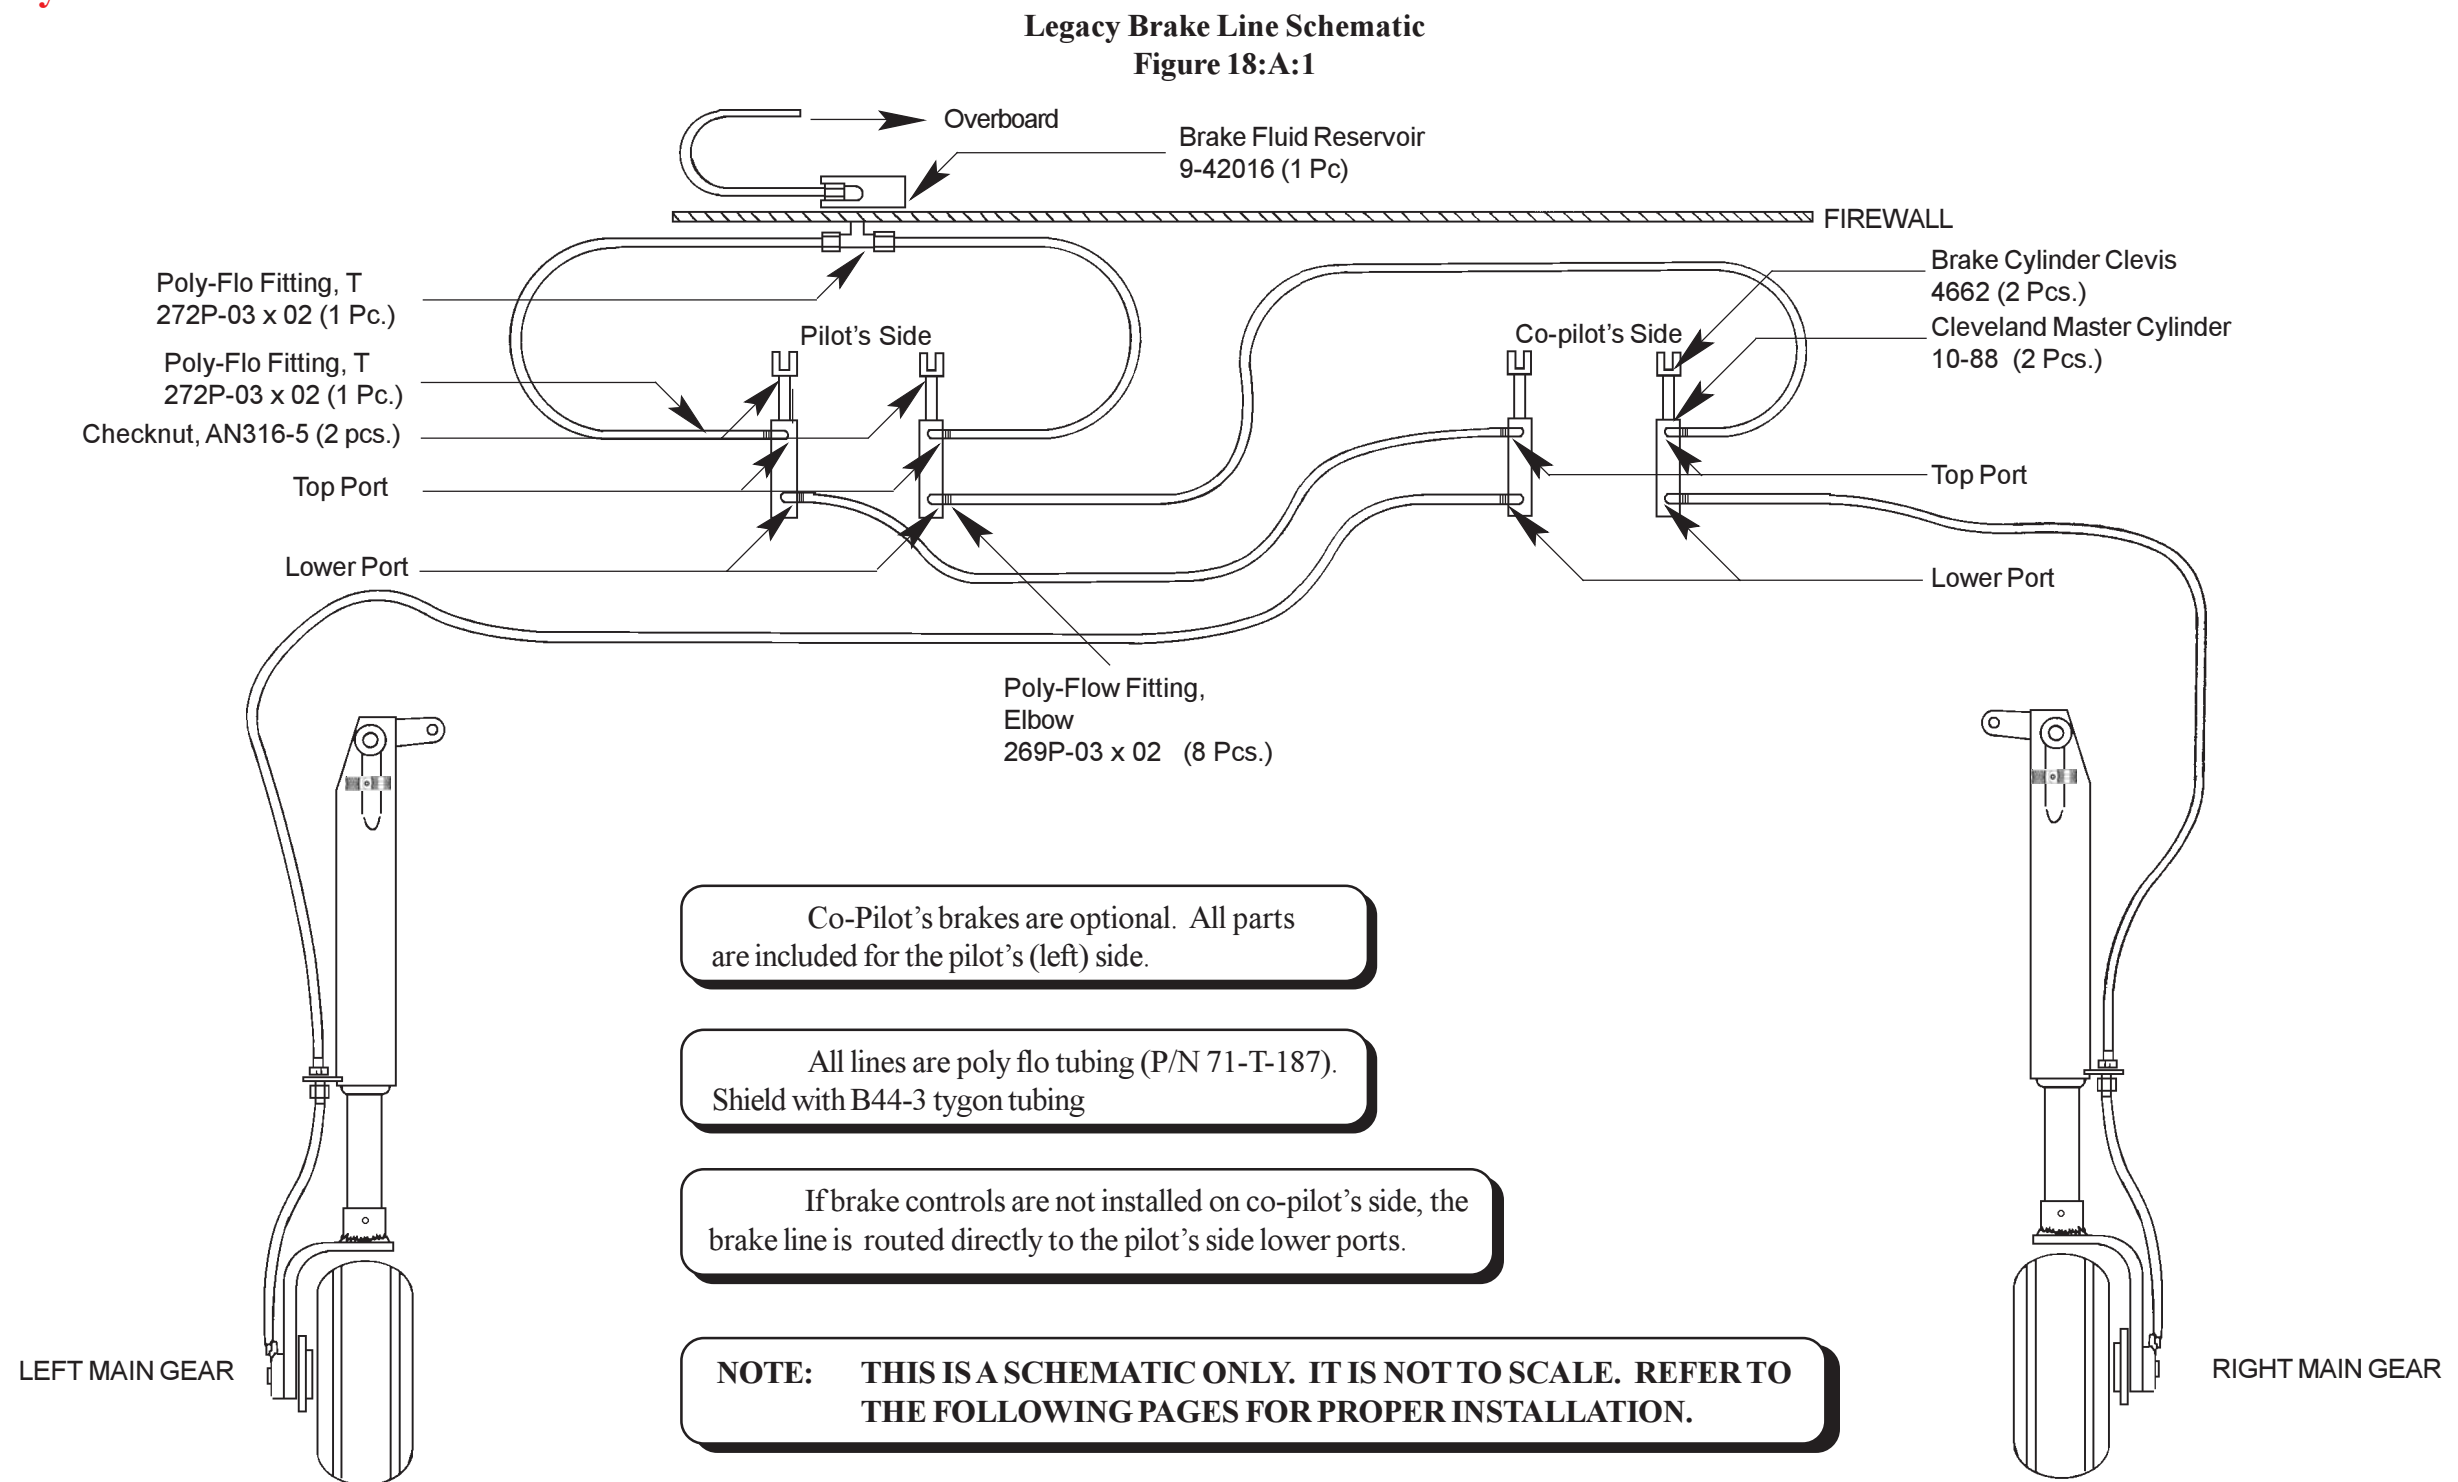 Legacy Brake Line Schematic
Figure 18:A:1
Overboard
Brake Fluid Reservoir
9-42016 (1 Pc)
FIREWALL
Poly-Flo Fitting, T
272P-03 x 02 (1 Pc.)
Poly-Flo Fitting, T
272P-03 x 02 (1 Pc.)
Checknut, AN316-5 (2 pcs.)
Top Port
Lower Port
Pilot's Side
Co-pilot's Side
Brake Cylinder Clevis
4662 (2 Pcs.)
Cleveland Master Cylinder
10-88 (2 Pcs.)
Top Port
Lower Port
Poly-Flow Fitting,
Elbow
269P-03 x 02 (8 Pcs.)
Co-Pilot's brakes are optional. All parts
are included for the pilot's (left) side.
All lines are poly flo tubing (P/N 71-T-187).
Shield with B44-3 tygon tubing
If brake controls are not installed on co-pilot's side, the
brake line is routed directly to the pilot's side lower ports.
NOTE: THIS IS A SCHEMATIC ONLY. IT IS NOT TO SCALE. REFER TO
THE FOLLOWING PAGES FOR PROPER INSTALLATION.
LEFT MAIN GEAR
RIGHT MAIN GEAR